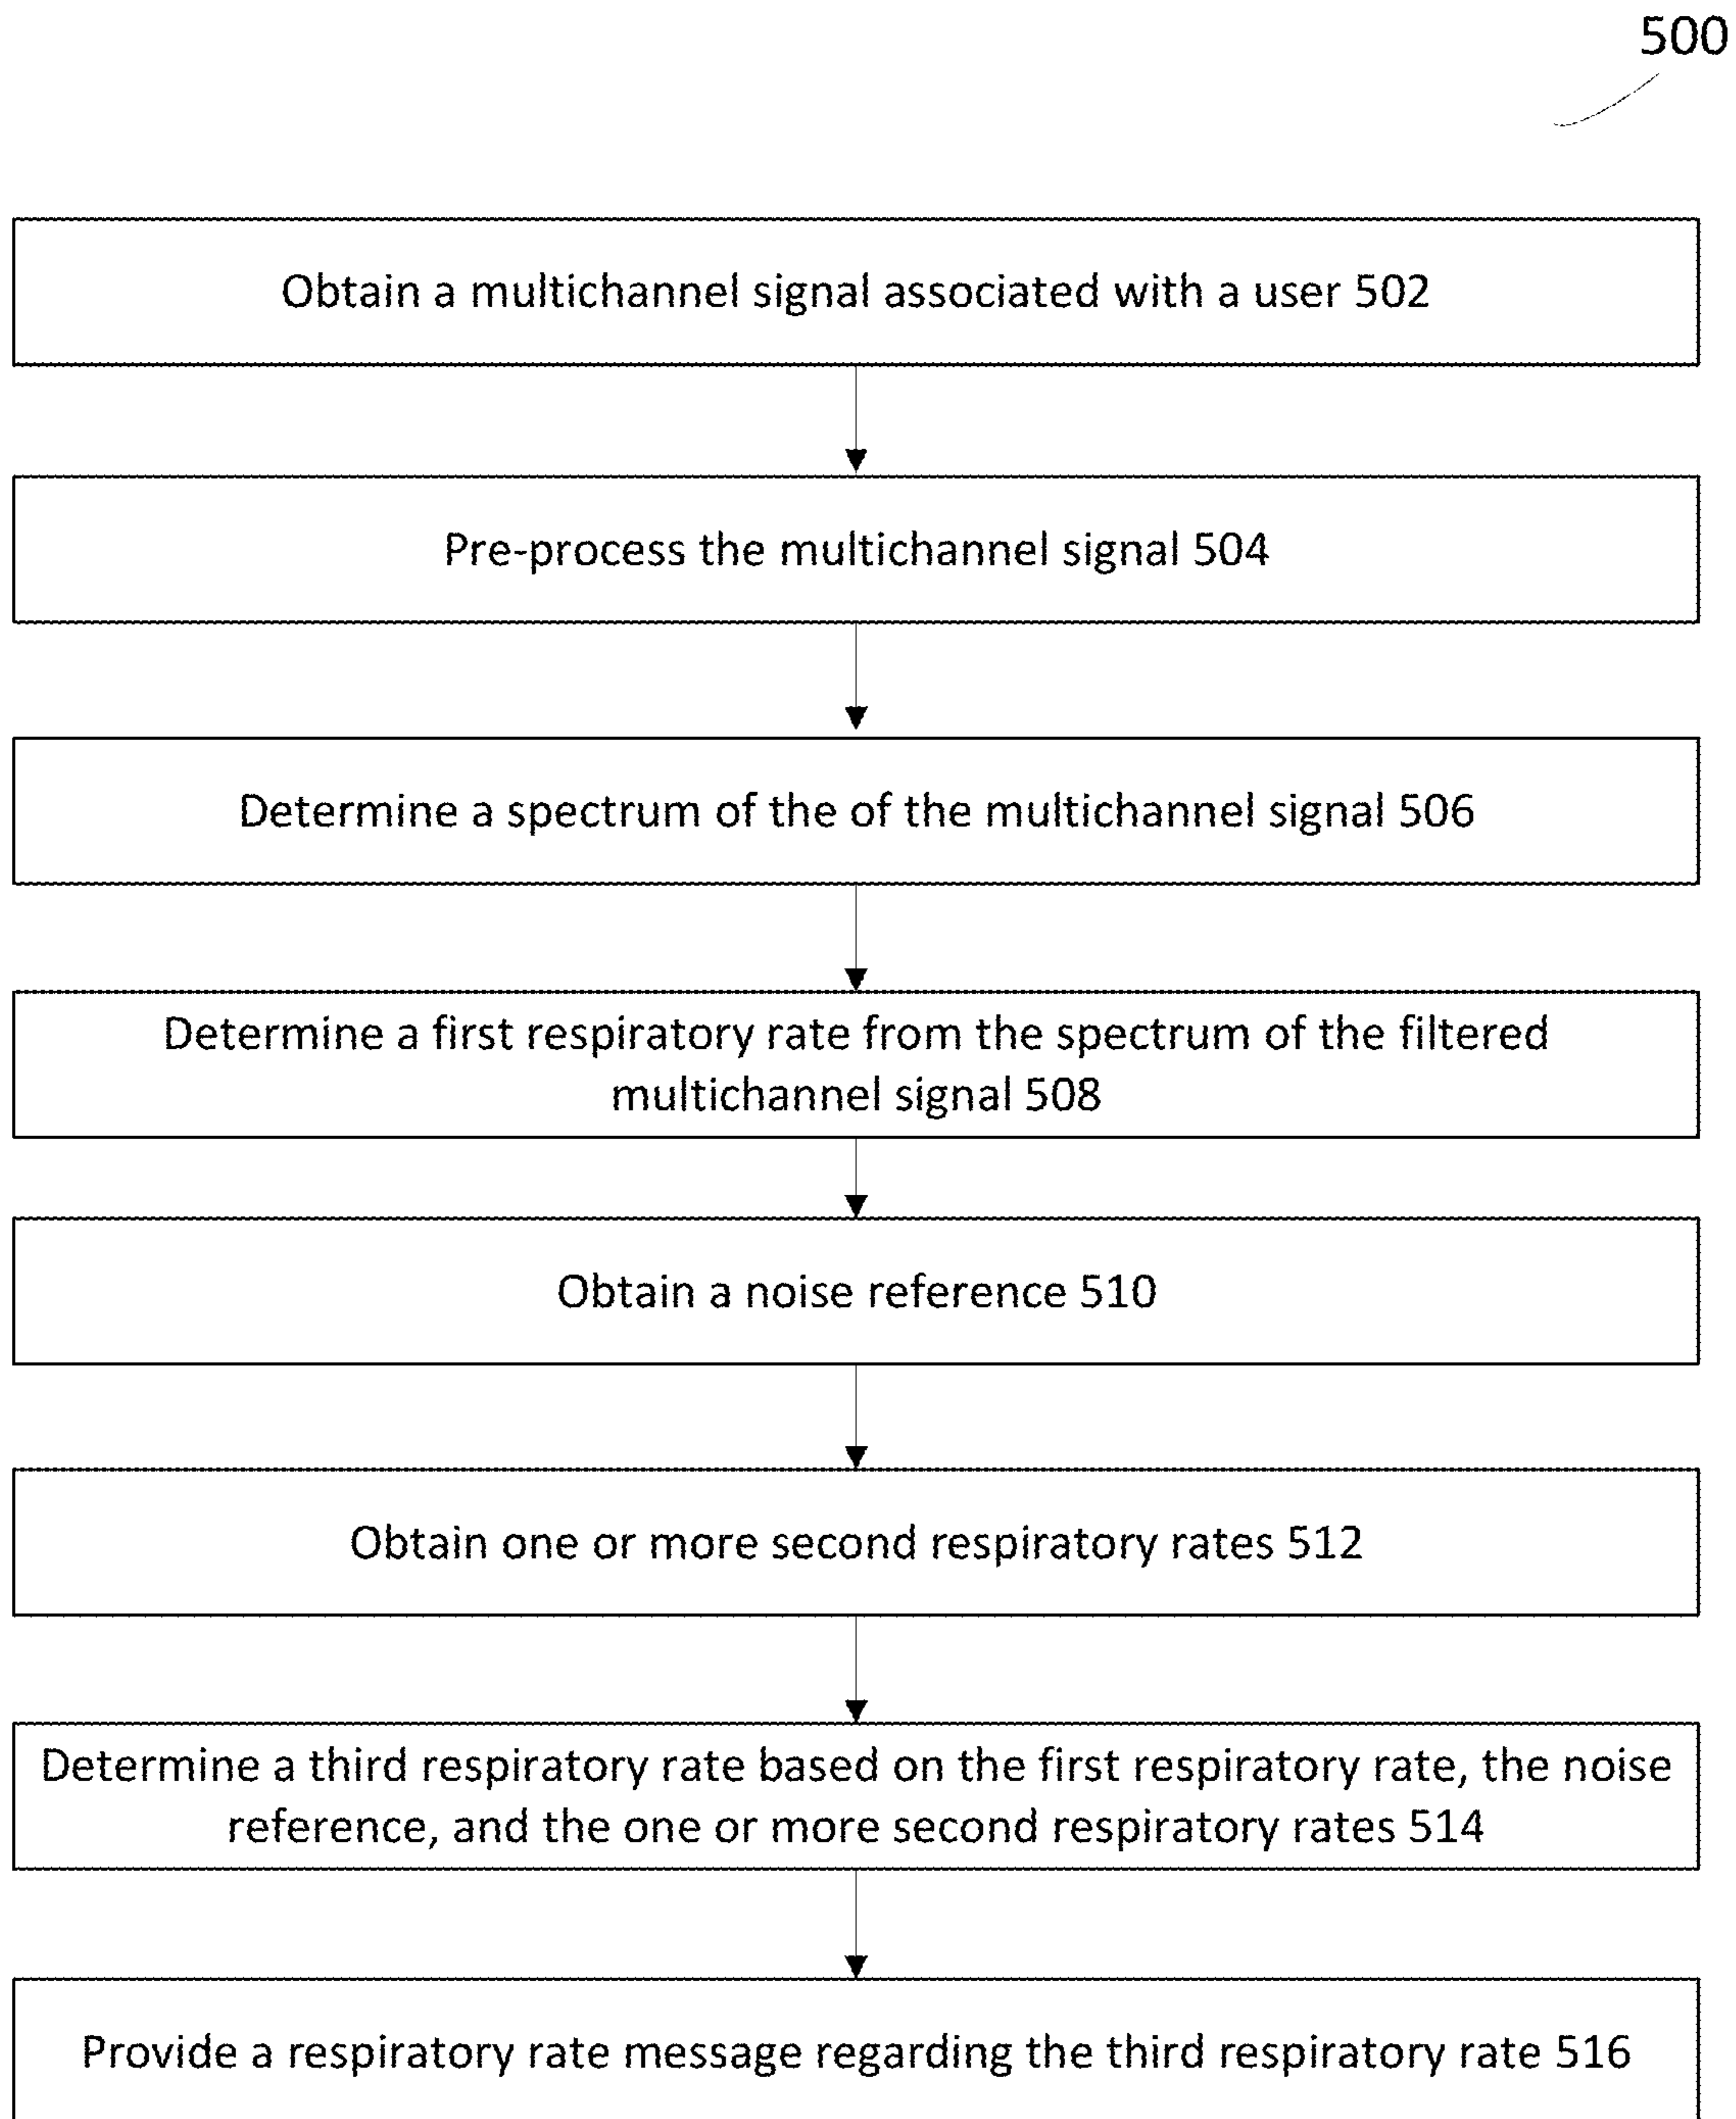 500
Obtain a multichannel signal associated with a user 502
Pre-process the multichannel signal 504
Determine a spectrum of the of the multichannel signal 506
Determine a first respiratory rate from the spectrum of the filtered
multichannel signal 508
Obtain a noise reference 510
Obtain one or more second respiratory rates 512
Determine a third respiratory rate based on the first respiratory rate, the noise
reference, and the one or more second respiratory rates 514
Provide a respiratory rate message regarding the third respiratory rate 516